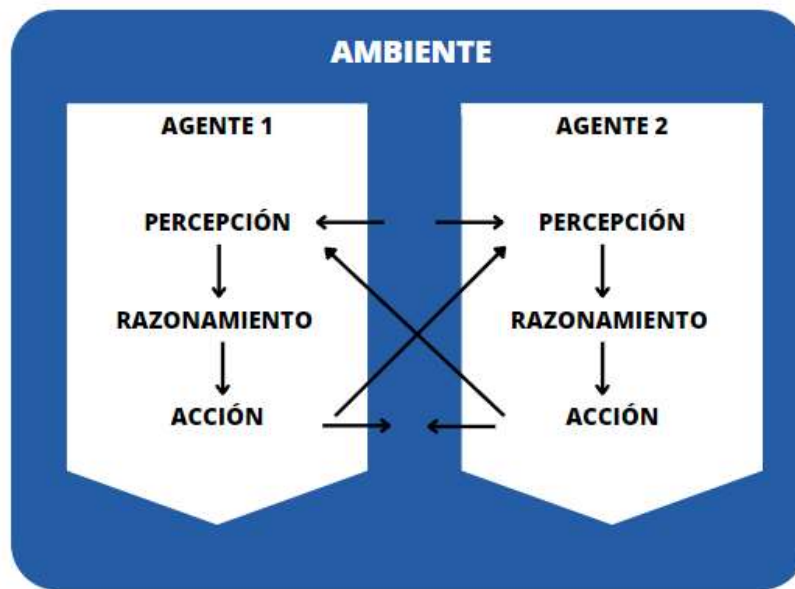 AMBIENTE
AGENTE 1
PERCEPCIÓN
RAZONAMIENTO
ACCIÓN
AGENTE 2
PERCEPCIÓN
RAZONAMIENTO
ACCIÓN